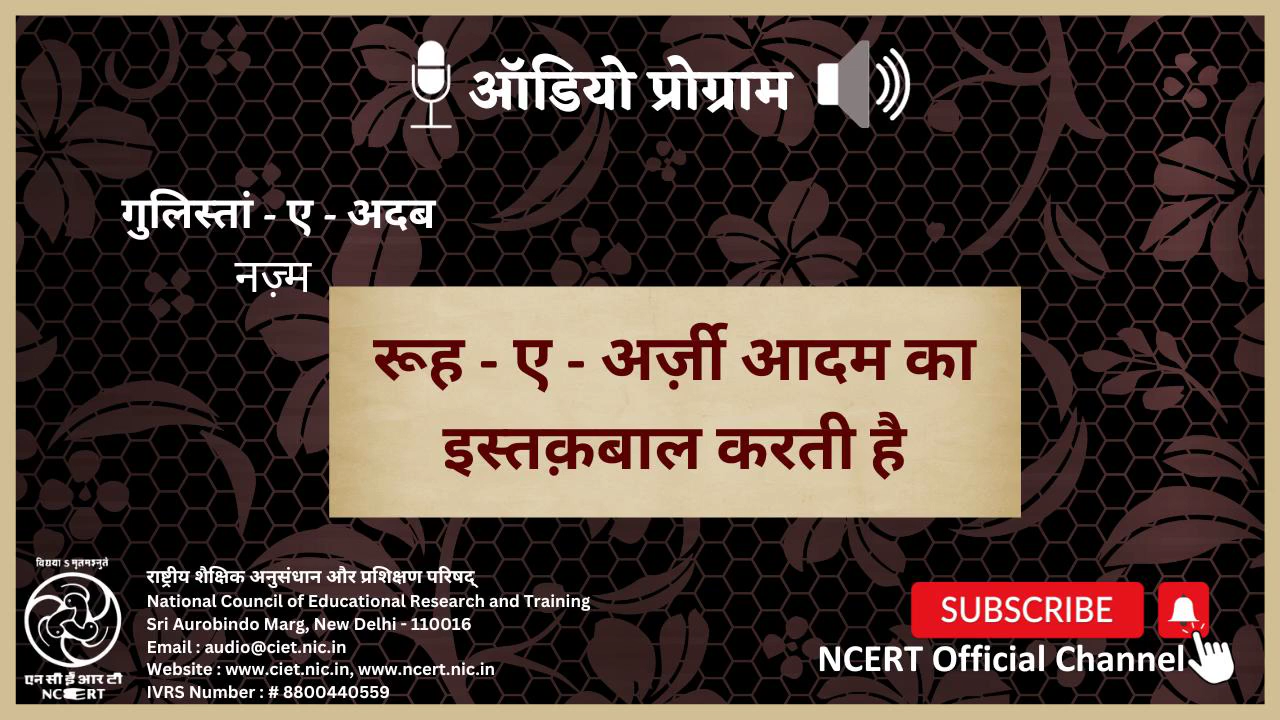 ऑडियो प्रोग्राम
गुलिस्तां - ए - अदब
नज़्म
रूह - ए - अर्ज़ी आदम का
इस्तक़बाल करती है
विद्यया ऽ मृतमश्नुते
एन सी ई आर टी
NCERT
राष्ट्रीय शैक्षिक अनुसंधान और प्रशिक्षण परिषद्
National Council of Educational Research and Training
Sri Aurobindo Marg, New Delhi - 110016
Email : audio@ciet.nic.in
Website : www.ciet.nic.in, www.ncert.nic.in
IVRS Number : # 8800440559
SUBSCRIBE
NCERT Official Channel